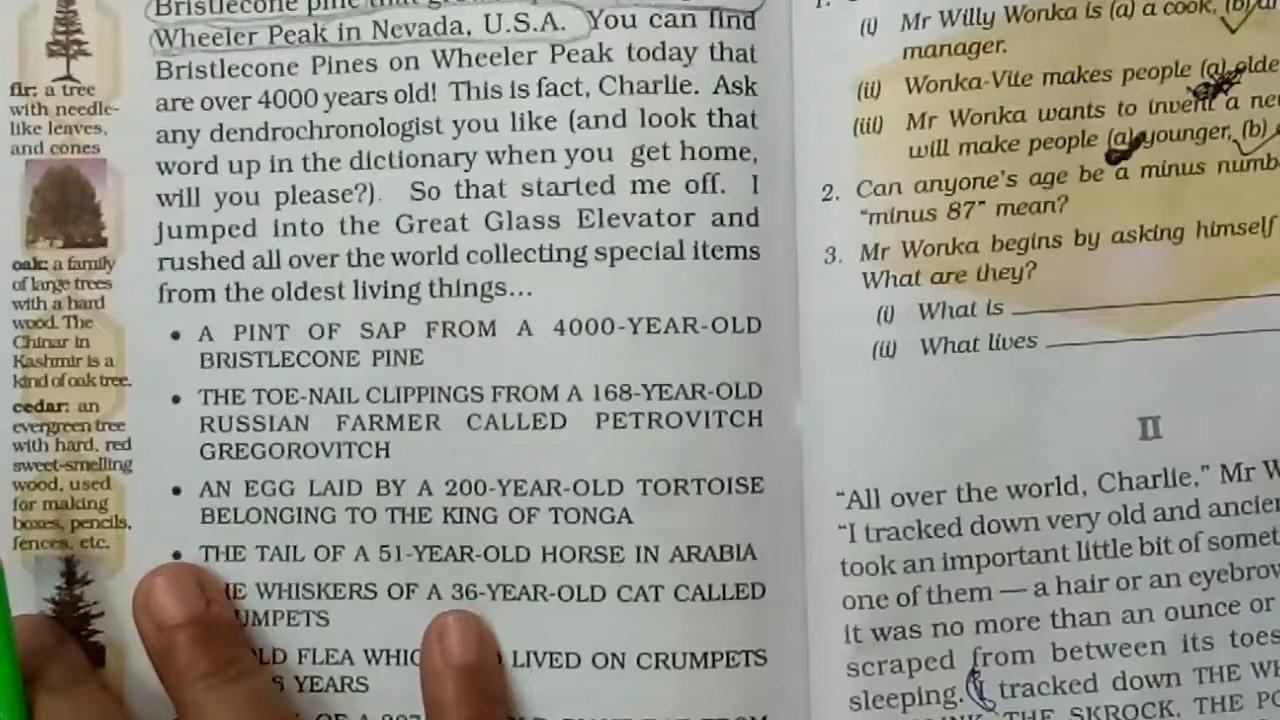 fir: a tree
with needle-
like leaves,
and cones
oak: a family
of large trees
with a hard
wood. The
Chinar in
Kashmir is a
kind of oak tree.
cedar: an
evergreen tree
with hard, red
sweet-smelling
wood, used
for making
boxes, pencils,
fences, etc.
Bristlecone pine that
Wheeler Peak in Nevada, U.S.A. You can find
Bristlecone Pines on Wheeler Peak today that
are over 4000 years old! This is fact, Charlie. Ask
any dendrochronologist you like (and look that
word up in the dictionary when you get home,
will you please?). So that started me off. I
jumped into the Great Glass Elevator and
rushed all over the world collecting special items
from the oldest living things...
• A PINT OF SAP FROM A 4000-YEAR-OLD
BRISTLECONE PINE
• THE TOE-NAIL CLIPPINGS FROM A 168-YEAR-OLD
RUSSIAN FARMER CALLED PETROVITCH
GREGOROVITCH
• AN EGG LAID BY A 200-YEAR-OLD TORTOISE
BELONGING TO THE KING OF TONGA
• THE TAIL OF A 51-YEAR-OLD HORSE IN ARABIA
WHISKERS OF A 36-YEAR-OLD CAT CALLED
FLEA LIVED ON CRUMPETS
YEARS
(i) Mr Willy Wonka is (a) a cook, (b)
manager.
(ii) Wonka-Vite makes people (a)
(iii) Mr Wonka wants to invent a
will make people (a) younger, (b)
2. Can anyone's age be a minus
“minus 87” mean?
3. Mr Wonka begins by asking himself
What are they?
(i) What is
(ii) What lives
II
“All over the world, Charlie,” Mr
“I tracked down very old and
took an important little bit of
one of them — a hair or an
it was no more than an ounce or
scraped from between its toes
sleeping. I tracked down THE
THE SKROCK, THE